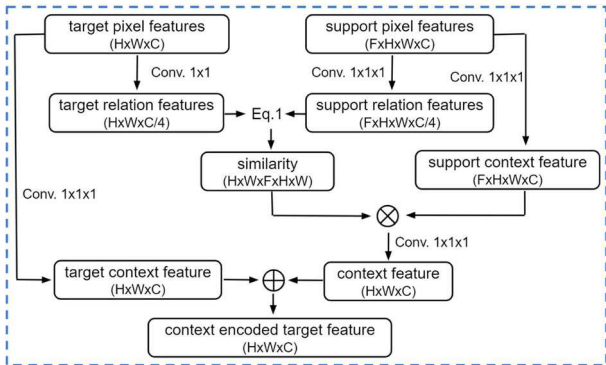 target pixel features
(HxWxC)
support pixel features
(FxHxWxC)
Conv. 1x1
Conv. 1x1x1
Conv. 1x1x1
target relation features
(HxWxC/4)
Eq.1
support relation features
(FxHxWxC/4)
similarity
(HxWxFxHxW)
support context feature
(FxHxWxC)
Conv. 1x1x1
Conv. 1x1x1
target context feature
(HxWxC)
context feature
(HxWxC)
context encoded target feature
(HxWxC)